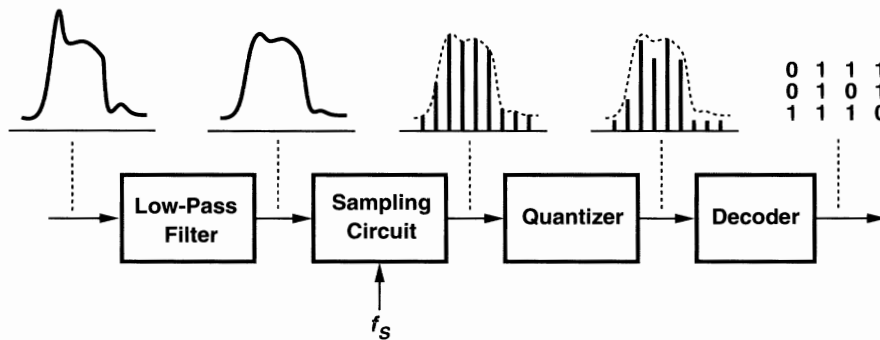 0 1 1 1
0 1 0 1
1 1 1 0
Low-Pass
Filter
Sampling
Circuit
Quantizer
Decoder
fS